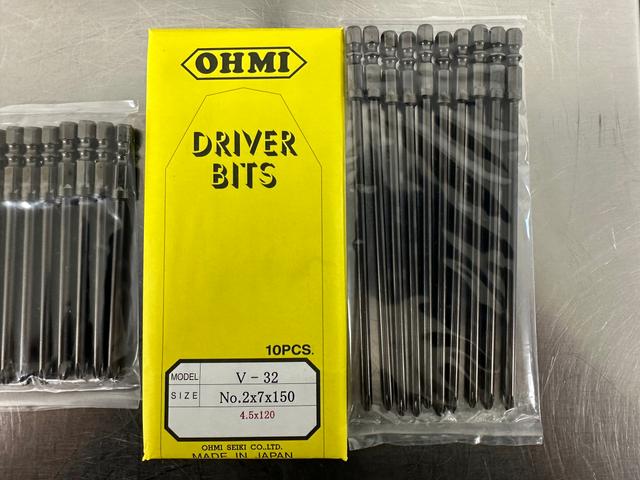 OHMI
DRIVER
BITS
10PCS.
MODEL V-32
SIZE No.2x7x150
4.5x120
OHMI SEIKI CO.,LTD.
MADE IN JAPAN